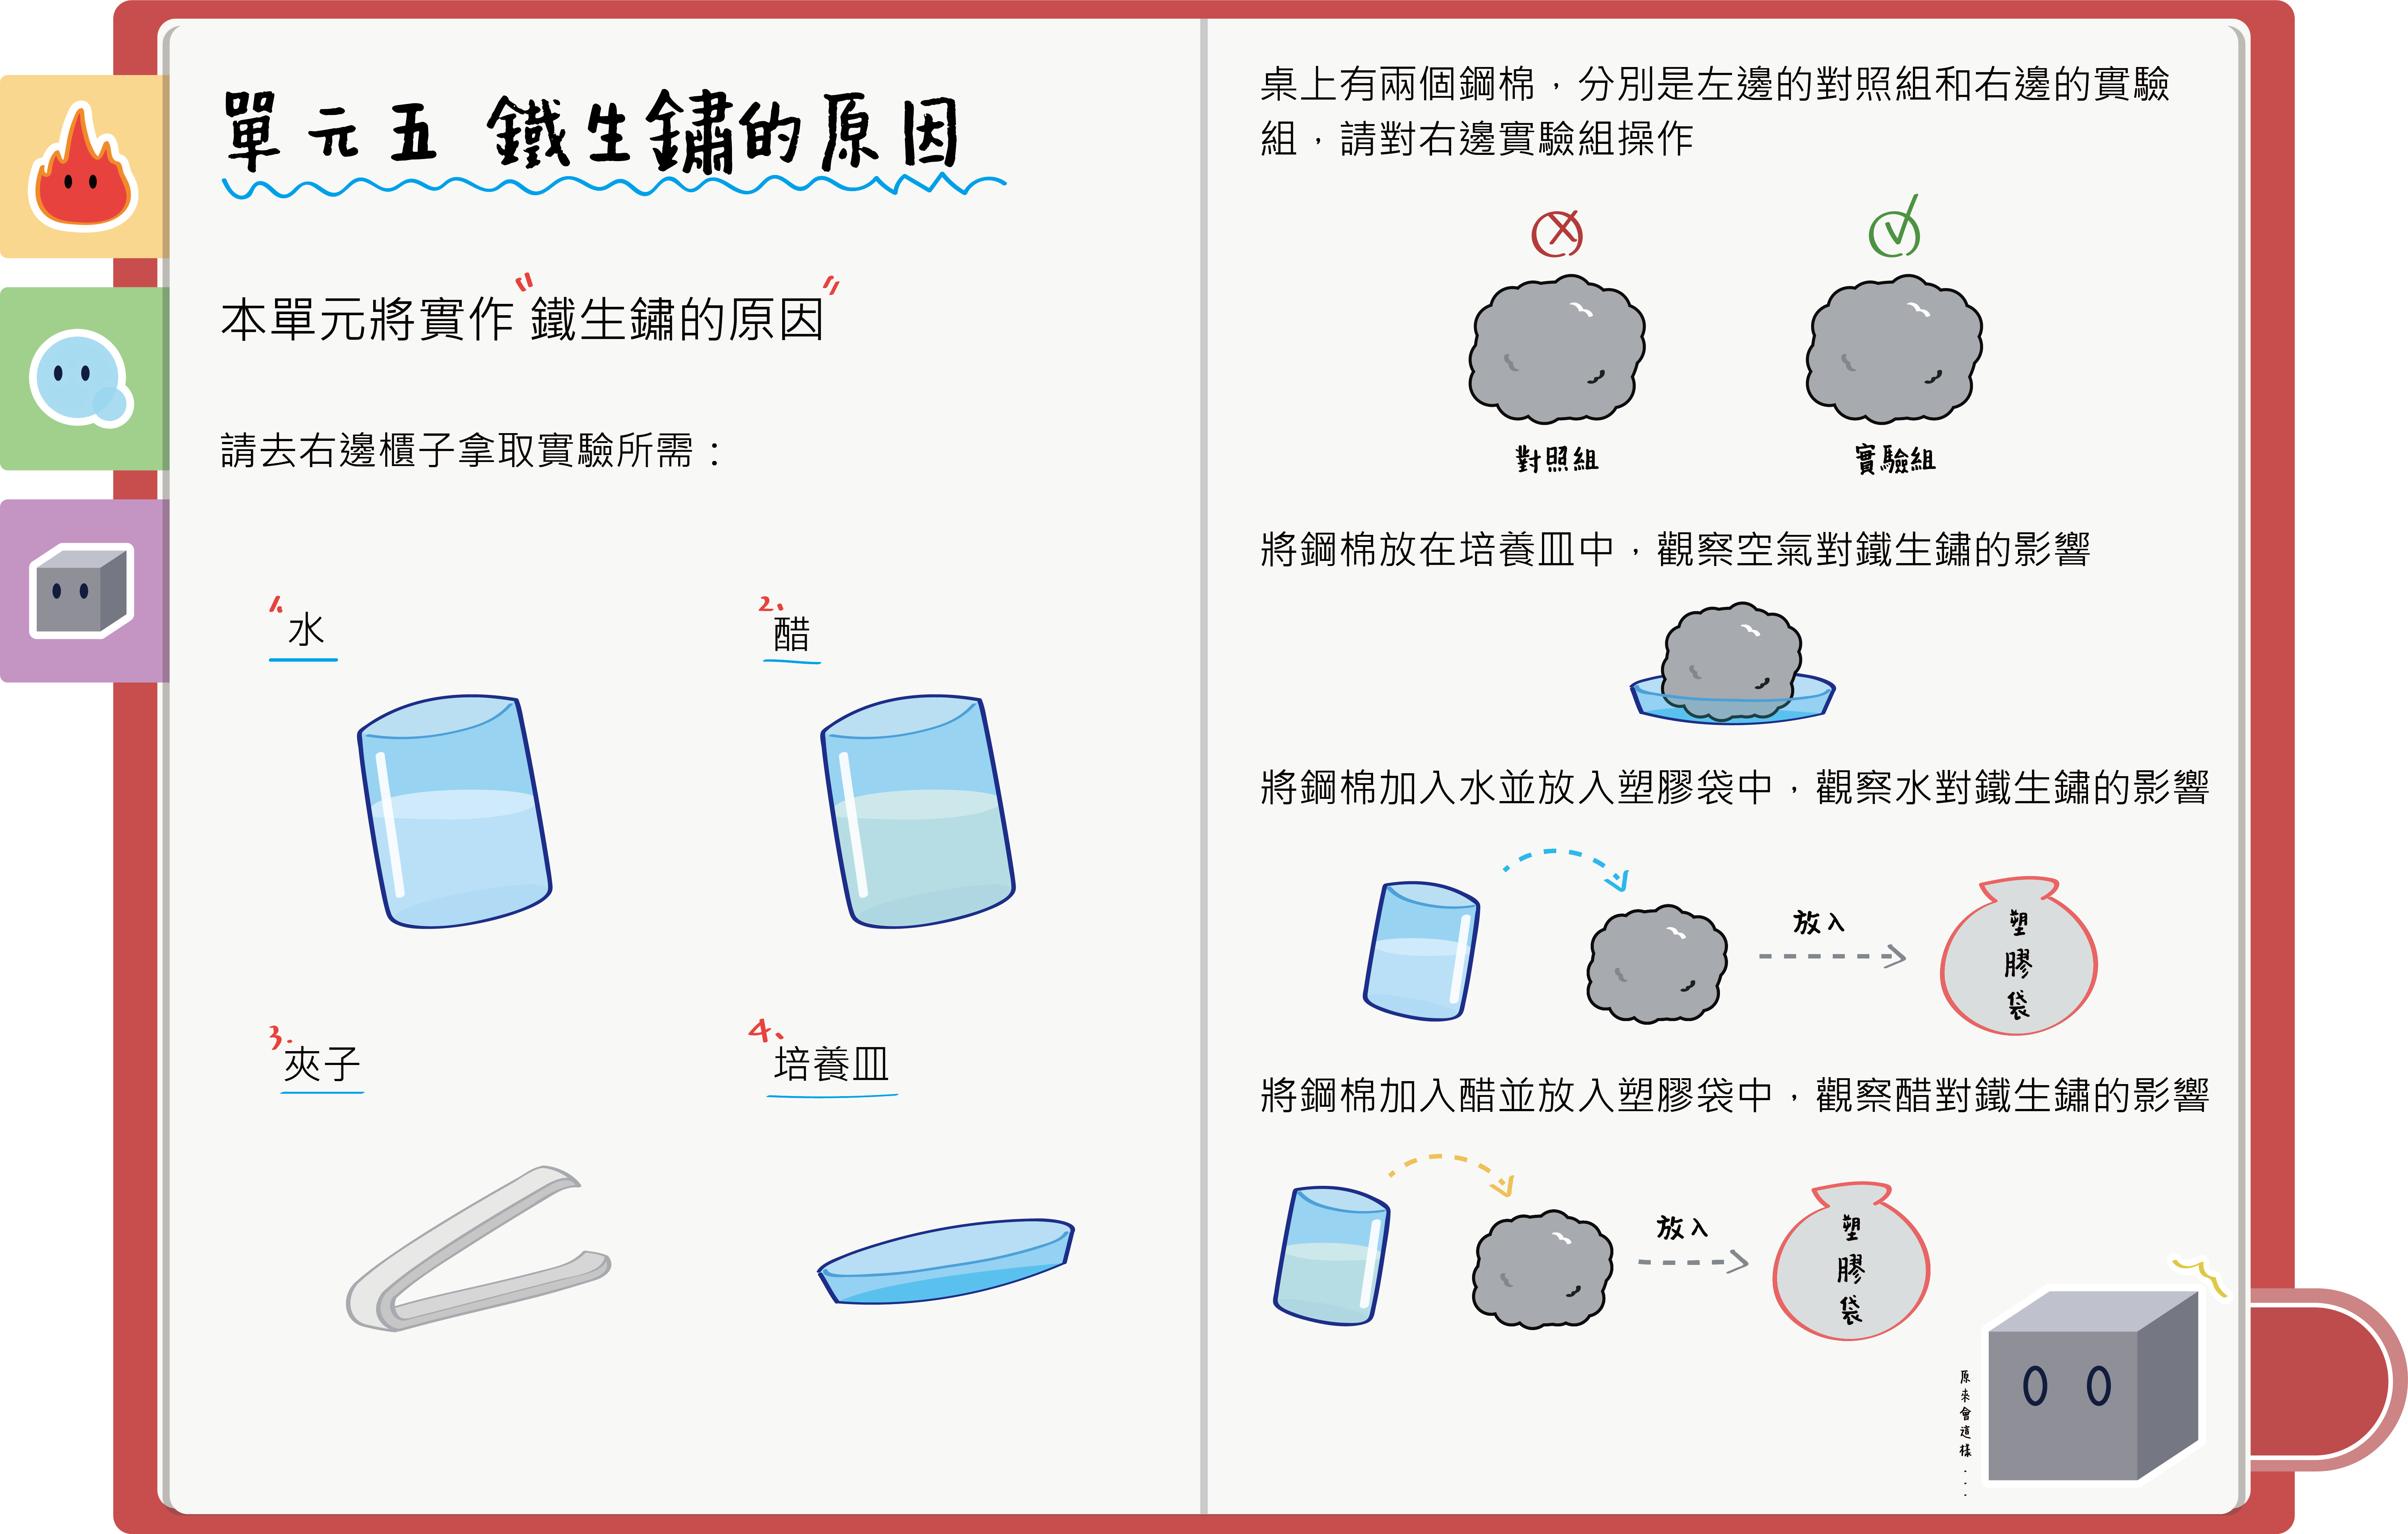 單元五 鐵生鏽的原因
本單元將實作"鐵生鏽的原因"
請去右邊櫃子拿取實驗所需：
1.水
2.醋
3.夾子
4.培養皿
桌上有兩個鋼棉，分別是左邊的對照組和右邊的實驗
組，請對右邊實驗組操作
對照組
實驗組
將鋼棉放在培養皿中，觀察空氣對鐵生鏽的影響
將鋼棉加入水並放入塑膠袋中，觀察水對鐵生鏽的影響
放入
塑膠袋
將鋼棉加入醋並放入塑膠袋中，觀察醋對鐵生鏽的影響
放入
塑膠袋
原來會這樣...